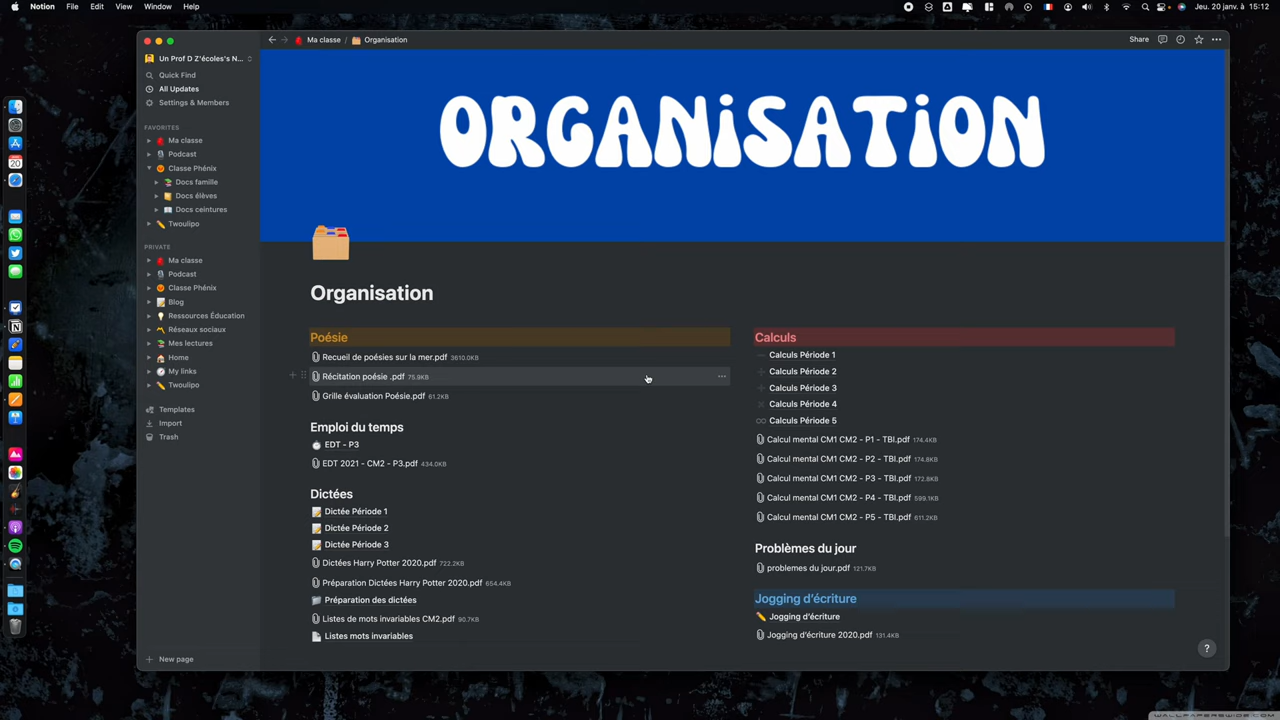 Notion File Edit View Window Help
Jeu. 20 janv. à 15:12
Un Prof D Z'écoles's N...
Ma classe / Organisation
Share
Quick Find
All Updates
Settings & Members
FAVORITES
Ma classe
Podcast
Classe Phénix
Docs famille
Docs élèves
Docs ceintures
Twoulipo
PRIVATE
Ma classe
Podcast
Classe Phénix
Blog
Ressources Éducation
Réseaux sociaux
Mes lectures
Home
My links
Twoulipo
Templates
Import
Trash
New page
20
ORGANiSATiON
Organisation
Poésie
Recueil de poésies sur la mer.pdf 3610.0KB
Récitation poésie .pdf 75.9KB
Grille évaluation Poésie.pdf 61.2KB
Emploi du temps
EDT - P3
EDT 2021 - CM2 - P3.pdf 434.0KB
Dictées
Dictée Période 1
Dictée Période 2
Dictée Période 3
Dictées Harry Potter 2020.pdf 722.2KB
Préparation Dictées Harry Potter 2020.pdf 654.4KB
Préparation des dictées
Listes de mots invariables CM2.pdf 90.7KB
Listes mots invariables
Calculs
Calculs Période 1
Calculs Période 2
Calculs Période 3
Calculs Période 4
Calculs Période 5
Calcul mental CM1 CM2 - P1 - TBI.pdf 174.4KB
Calcul mental CM1 CM2 - P2 - TBI.pdf 174.8KB
Calcul mental CM1 CM2 - P3 - TBI.pdf 172.8KB
Calcul mental CM1 CM2 - P4 - TBI.pdf 599.1KB
Calcul mental CM1 CM2 - P5 - TBI.pdf 611.2KB
Problèmes du jour
problemes du jour.pdf 121.7KB
Jogging d'écriture
Jogging d'écriture
Jogging d'écriture 2020.pdf 131.4KB
?
WALLPAPERSWIDE.COM